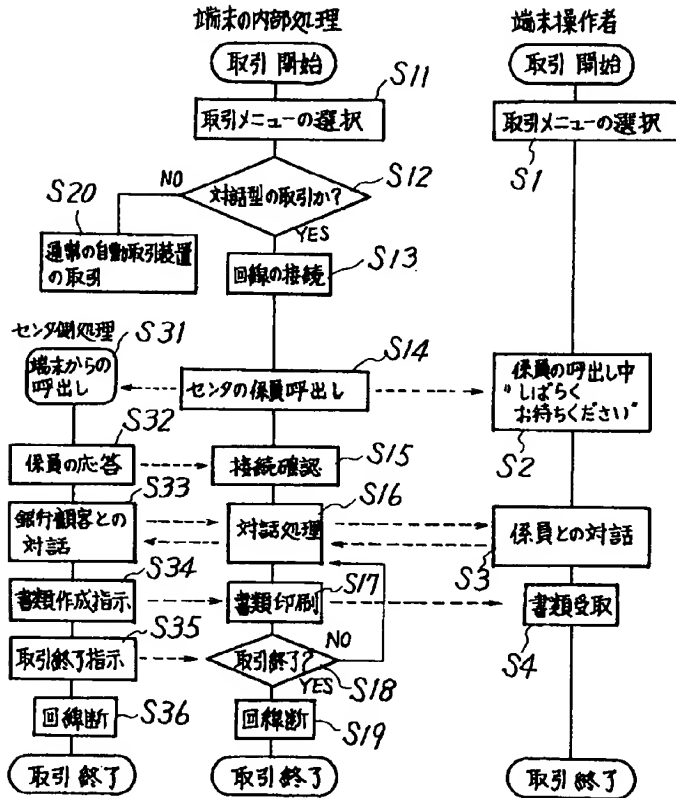 端末の内部処理
端末操作者
取引開始
取引開始
S11
取引メニューの選択
取引メニューの選択
S1
S12
対話型の取引か?
NO
YES
S20
通常の自動取引装置
の取引
S13
回線の接続
センタ側処理
S31
端末からの
呼出し
S14
センタの係員呼出し
係員の呼出し中
“しばらく
お待ちください”
S2
S32
係員の応答
接続確認
S15
S33
銀行顧客との
対話
S16
対話処理
係員との対話
S3
S34
書類作成指示
S17
書類印刷
書類受取
S4
S35
取引終了指示
取引終了?
NO
YES
S18
回線断
S36
回線断
S19
取引終了
取引終了
取引終了